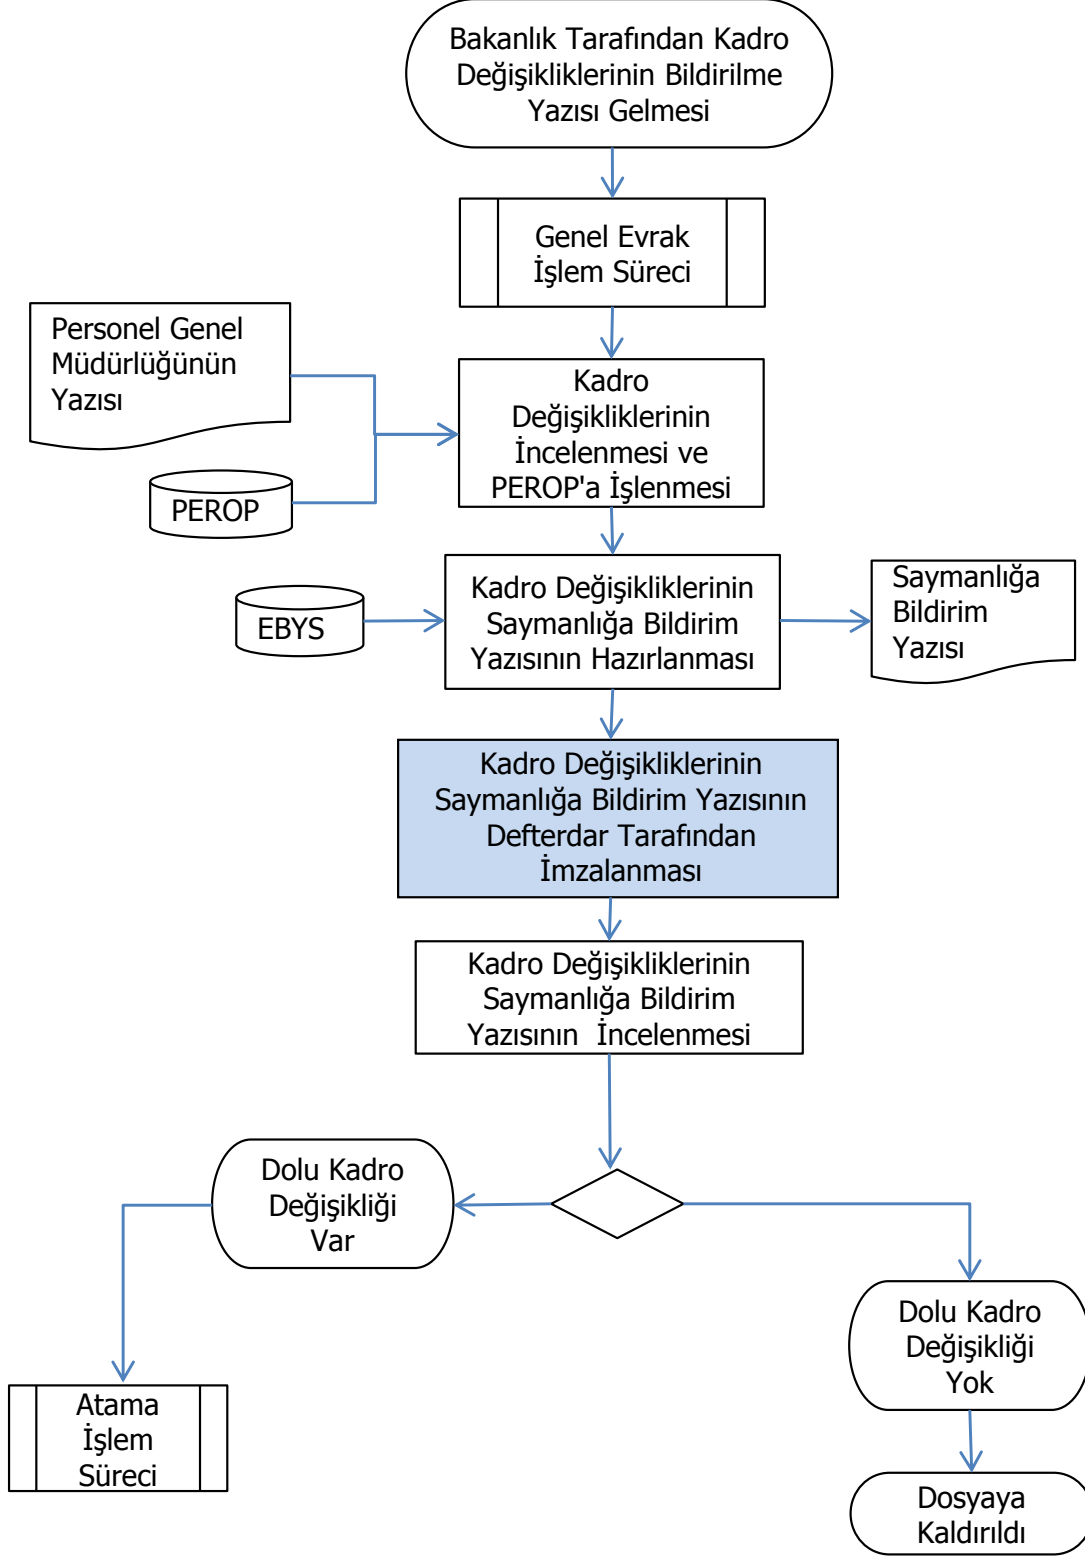 Bakanlık Tarafından Kadro
Değişikliklerinin Bildirilme
Yazısı Gelmesi
Genel Evrak
İşlem Süreci
Personel Genel
Müdürlüğünün
Yazısı
Kadro
Değişikliklerinin
İncelenmesi ve
PEROP'a İşlenmesi
PEROP
EBYS
Kadro Değişikliklerinin
Saymanlığa Bildirim
Yazısının Hazırlanması
Saymanlığa
Bildirim
Yazısı
Kadro Değişikliklerinin
Saymanlığa Bildirim Yazısının
Defterdar Tarafından
İmzalanması
Kadro Değişikliklerinin
Saymanlığa Bildirim
Yazısının  İncelenmesi
Dolu Kadro
Değişikliği
Var
Dolu Kadro
Değişikliği
Yok
Atama
İşlem
Süreci
Dosyaya
Kaldırıldı